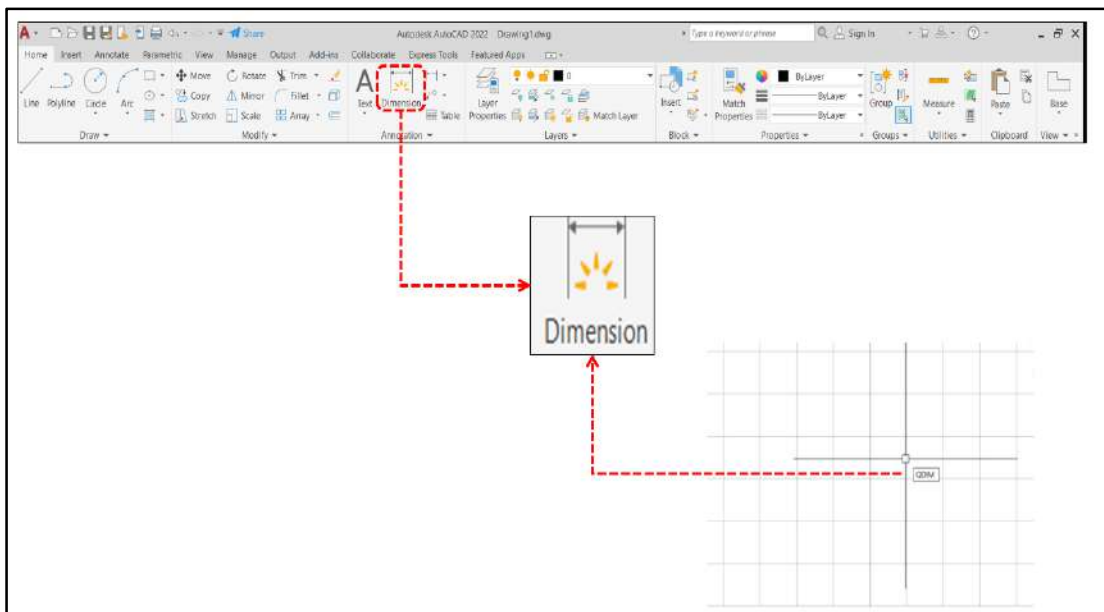 A
Share
Autodesk AutoCAD 2022 Drawing1.dwg
Type a keyword or phrase
Sign In
Home Insert Annotate Parametric View Manage Output Add-ins Collaborate Express Tools Featured Apps
Line Polyline Circle Arc
Move Rotate Trim
Copy Mirror Fillet
Stretch Scale Array
Text Dimension
Table
Layer
Properties
0
Match Layer
Insert
Match
Properties
ByLayer
ByLayer
ByLayer
Group
Measure
Paste
Base
Draw Modify Annotation Layers Block Properties Groups Utilities Clipboard View
Dimension
QDIM